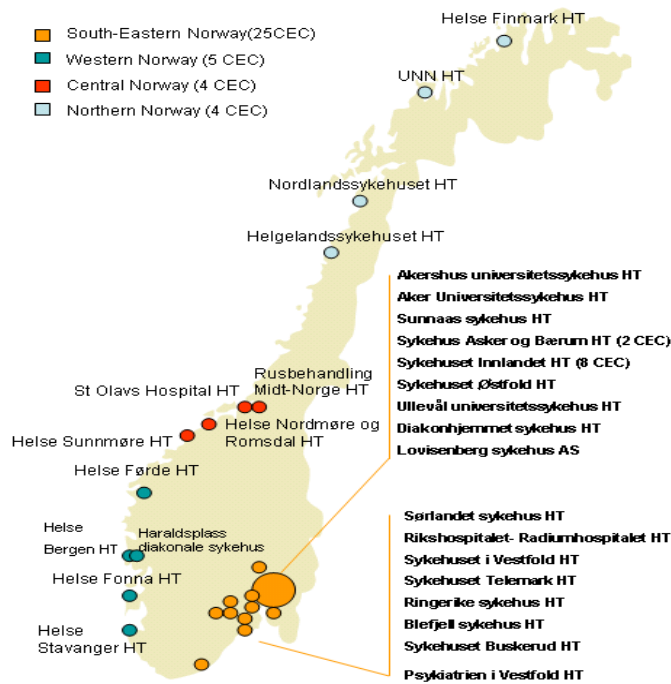 South-Eastern Norway(25CEC)
Western Norway (5 CEC)
Central Norway (4 CEC)
Northern Norway (4 CEC)
Helse Finmark HT
UNN HT
Nordlandssykehuset HT
Helgelandssykehuset HT
Akershus universitetssykehus HT
Aker Universitetssykehus HT
Sunnaas sykehus HT
Sykehus Asker og Bærum HT (2 CEC)
Sykehuset Innlandet HT (8 CEC)
Sykehuset Østfold HT
Ullevål universitetssykehus HT
Diakonhjemmet sykehus HT
Lovisenberg sykehus AS
Rusbehandling
Midt-Norge HT
St Olavs Hospital HT
Helse Nordmøre og
Romsdal HT
Helse Sunnmøre HT
Helse Førde HT
Helse
Bergen HT
Haraldsplass
diakonale sykehus
Helse Fonna HT
Helse
Stavanger HT
Sørlandet sykehus HT
Rikshospitalet- Radiumhospitalet HT
Sykehuset i Vestfold HT
Sykehuset Telemark HT
Ringerike sykehus HT
Blefjell sykehus HT
Sykehuset Buskerud HT
Psykiatrien i Vestfold HT